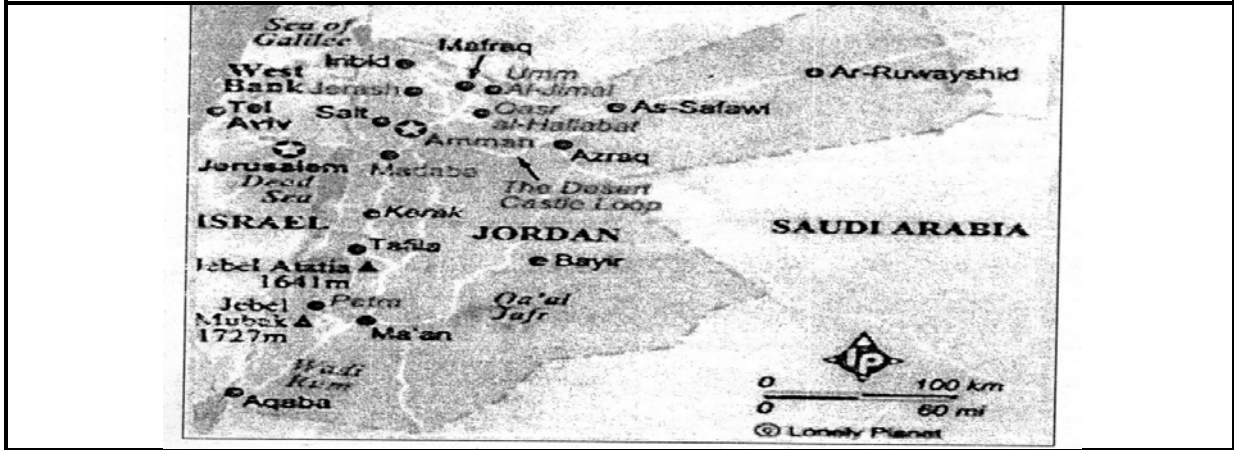 Sea of
Galilee
Mafraq
Iribid
Umm
Al-Jimal
Ar-Ruwayshid
West
Bank
Jerash
As-Safawi
Tel
Aviv
Salt
Qasr
al-Hallabat
Amman
Azraq
Jerusalem
Madaba
Dead
Sea
The Desert
Castle Loop
Kerak
ISRAEL
JORDAN
SAUDI ARABIA
Tafila
Bayir
Jebel Atatia
1641m
Jebel
Mubak
1727m
Petra
Qa'al
Jafr
Ma'an
Wadi
Rum
Aqaba
0 100 km
0 60 mi
© Lonely Planet